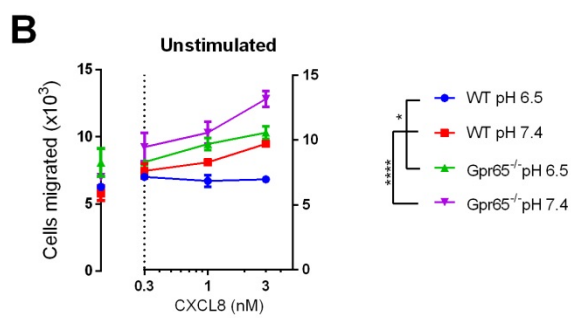 B
Unstimulated
Cells migrated (x10³)
15
10
5
0
15
10
5
0
0.3
1
3
CXCL8 (nM)
*
****
WT pH 6.5
WT pH 7.4
Gpr65⁻/⁻pH 6.5
Gpr65⁻/⁻pH 7.4